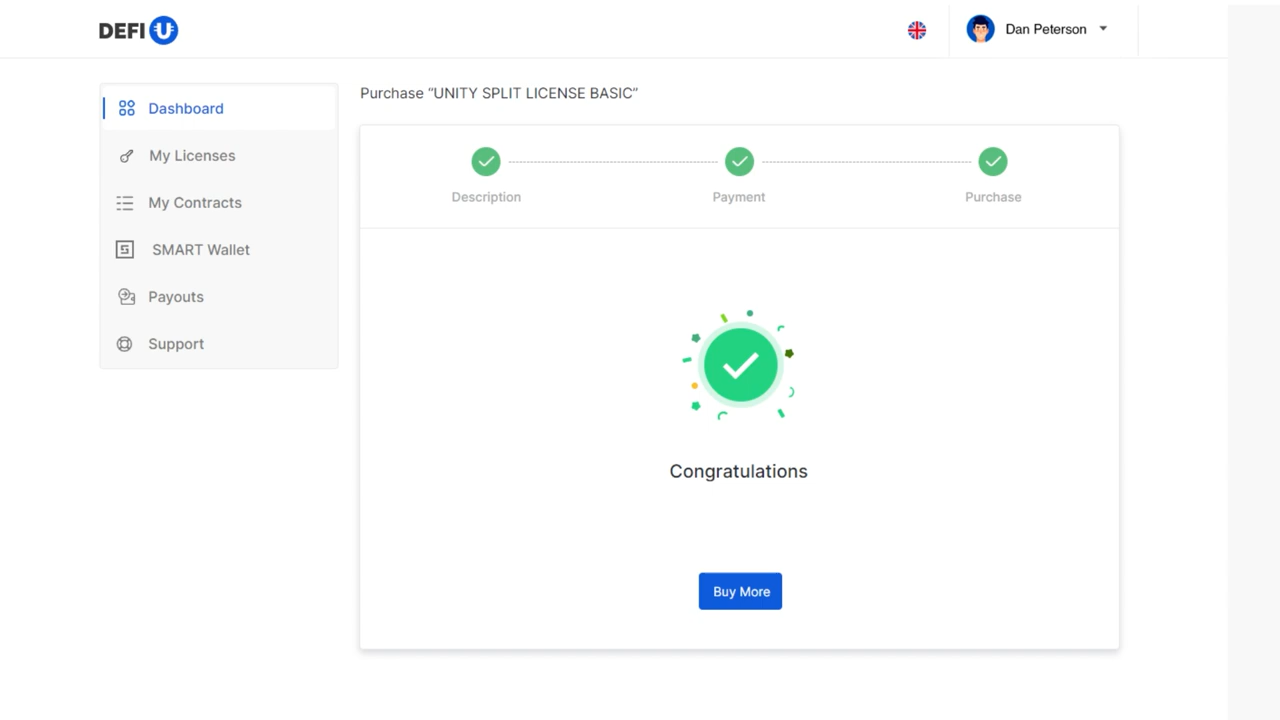 DEFI U
Dan Peterson
Dashboard
My Licenses
My Contracts
SMART Wallet
Payouts
Support
Purchase “UNITY SPLIT LICENSE BASIC”
Description
Payment
Purchase
Congratulations
Buy More